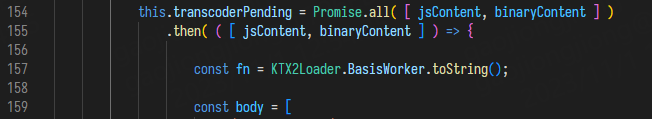 154 this.transcoderPending = Promise.all( [ jsContent, binaryContent ] )
155 .then( ( [ jsContent, binaryContent ] ) => {
156
157 const fn = KTX2Loader.BasisWorker.toString();
158
159 const body = [